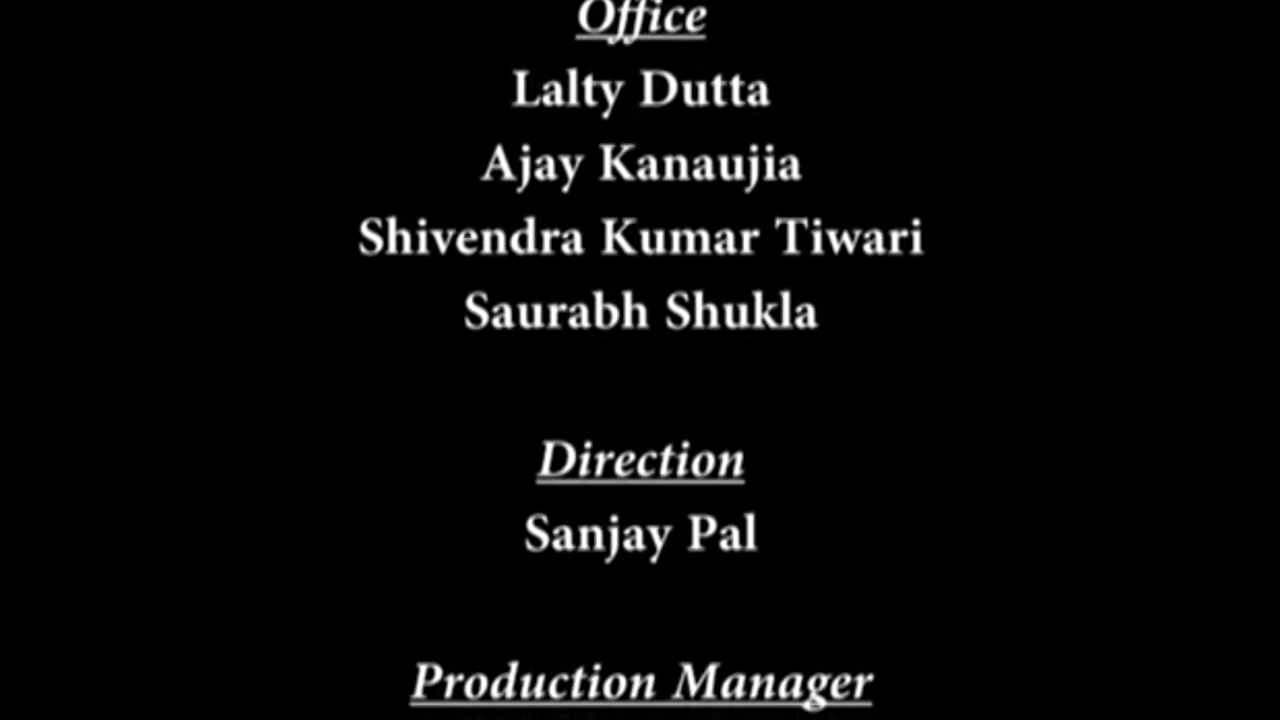 Office
Lalty Dutta
Ajay Kanaujia
Shivendra Kumar Tiwari
Saurabh Shukla
Direction
Sanjay Pal
Production Manager